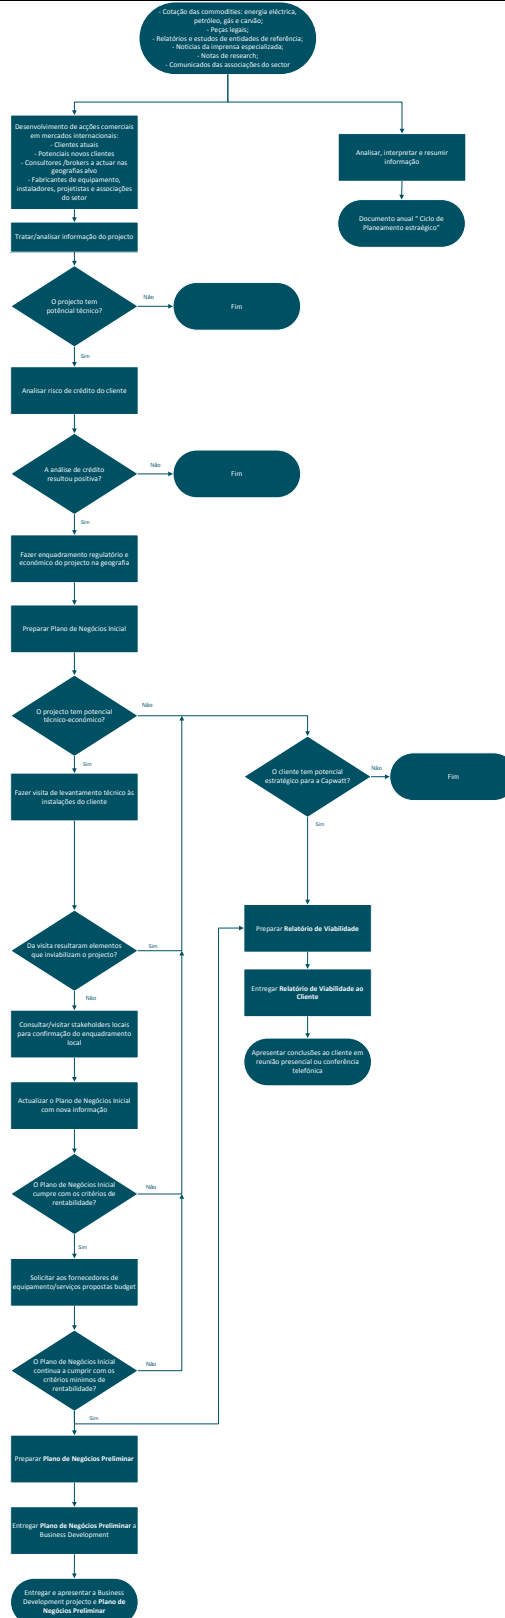 - Cotação das commodities: energia eléctrica,
petróleo, gás e carvão;
- Peças legais;
- Relatórios e estudos de entidades de referência;
- Noticias da imprensa especializada;
- Notas de research;
- Comunicados das associações do sector
Desenvolvimento de acções comerciais
em mercados internacionais:
- Clientes atuais
- Potenciais novos clientes
- Consultores /brokers a actuar nas
geografias alvo
- Fabricantes de equipamento,
instaladores, projetistas e associações
do setor
Analisar, interpretar e resumir
informação
Documento anual “ Ciclo de
Planeamento estraégico”
Tratar/analisar informação do projecto
O projecto tem
potêncial técnico?
Não
Fim
Sim
Analisar risco de crédito do cliente
A análise de crédito
resultou positiva?
Não
Fim
Sim
Fazer enquadramento regulatório e
económico do projecto na geografia
Preparar Plano de Negócios Inicial
O projecto tem potencial
técnico-económico?
Não
Sim
O cliente tem potencial
estratégico para a Capwatt?
Não
Fim
Sim
Fazer visita de levantamento técnico às
instalações do cliente
Da visita resultaram elementos
que inviabilizam o projecto?
Sim
Não
Preparar Relatório de Viabilidade
Entregar Relatório de Viabilidade ao
Cliente
Apresentar conclusões ao cliente em
reunião presencial ou conferência
telefónica
Consultar/visitar stakeholders locais
para confirmação do enquadramento
local
Actualizar o Plano de Negócios Inicial
com nova informação
O Plano de Negócios Inicial
cumpre com os critérios de
rentabilidade?
Não
Sim
Solicitar aos fornecedores de
equipamento/serviços propostas budget
O Plano de Negócios Inicial
continua a cumprir com os
critérios minimos de
rentabilidade?
Não
Sim
Preparar Plano de Negócios Preliminar
Entregar Plano de Negócios Preliminar a
Business Development
Entregar e apresentar a Business
Development projecto e Plano de
Negócios Preliminar